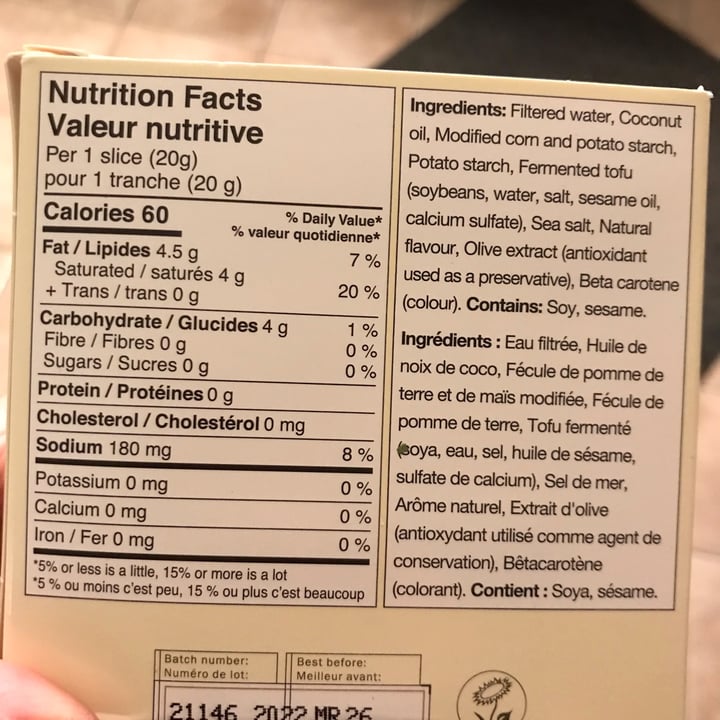 Nutrition Facts
Valeur nutritive
Per 1 slice (20g)
pour 1 tranche (20 g)
Calories 60
% Daily Value*
% valeur quotidienne*
Fat / Lipides 4.5 g 7 %
Saturated / saturés 4 g
+ Trans / trans 0 g 20 %
Carbohydrate / Glucides 4 g 1 %
Fibre / Fibres 0 g 0 %
Sugars / Sucres 0 g 0 %
Protein / Protéines 0 g
Cholesterol / Cholestérol 0 mg
Sodium 180 mg 8 %
Potassium 0 mg 0 %
Calcium 0 mg 0 %
Iron / Fer 0 mg 0 %
*5% or less is a little, 15% or more is a lot
*5 % ou moins c'est peu, 15 % ou plus c'est beaucoup
Ingredients: Filtered water, Coconut
oil, Modified corn and potato starch,
Potato starch, Fermented tofu
(soybeans, water, salt, sesame oil,
calcium sulfate), Sea salt, Natural
flavour, Olive extract (antioxidant
used as a preservative), Beta carotene
(colour). Contains: Soy, sesame.
Ingrédients : Eau filtrée, Huile de
noix de coco, Fécule de pomme de
terre et de maïs modifiée, Fécule de
pomme de terre, Tofu fermenté
(soya, eau, sel, huile de sésame,
sulfate de calcium), Sel de mer,
Arôme naturel, Extrait d'olive
(antioxydant utilisé comme agent de
conservation), Bêtacarotène
(colorant). Contient : Soya, sésame.
Batch number:
Numéro de lot:
Best before:
Meilleur avant:
21146 2022 MR 26